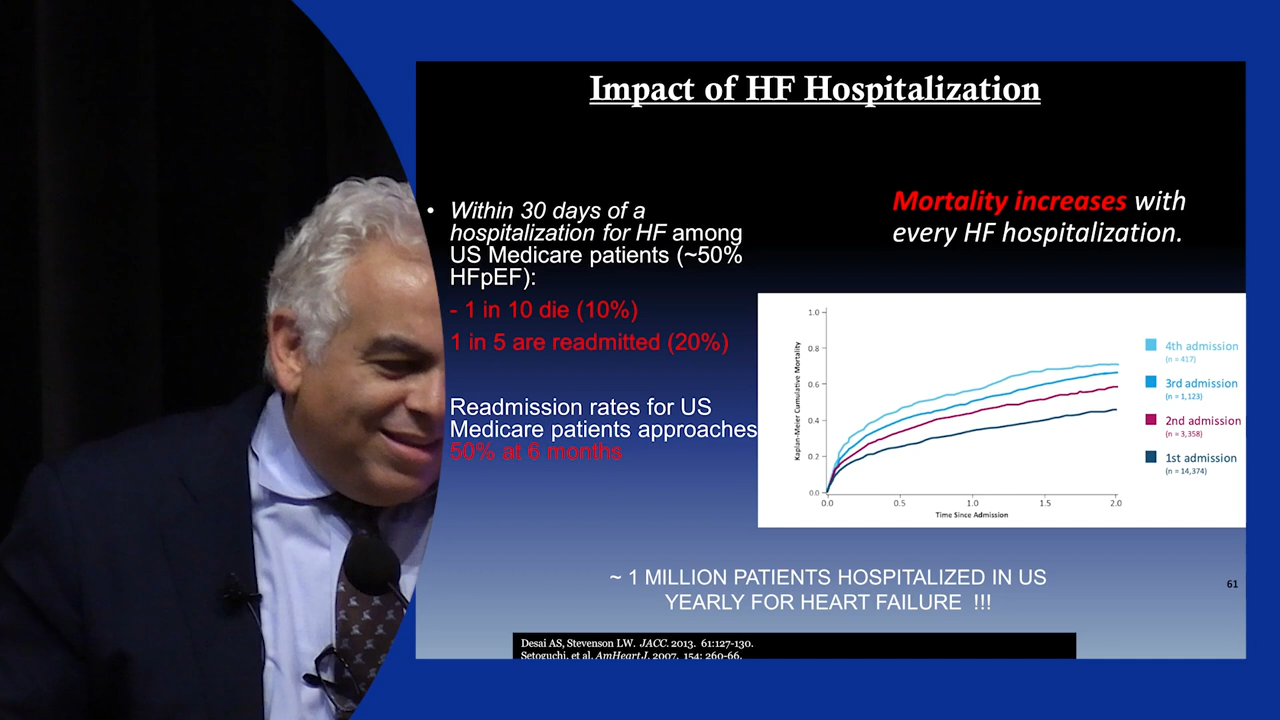 Impact of HF Hospitalization
• Within 30 days of a
hospitalization for HF among
US Medicare patients (~50%
HFpEF):
- 1 in 10 die (10%)
1 in 5 are readmitted (20%)
Readmission rates for US
Medicare patients approaches
50% at 6 months
Mortality increases with
every HF hospitalization.
Kaplan-Meier Cumulative Mortality
1.0
0.8
0.6
0.4
0.2
0.0
0.0 0.5 1.0 1.5 2.0
Time Since Admission
4th admission
(n = 417)
3rd admission
(n = 1,123)
2nd admission
(n = 3,358)
1st admission
(n = 14,374)
~ 1 MILLION PATIENTS HOSPITALIZED IN US
YEARLY FOR HEART FAILURE !!!
61
Desai AS, Stevenson LW. JACC. 2013. 61:127-130.
Setoguchi, et al. Am Heart J. 2007. 154: 260-66.